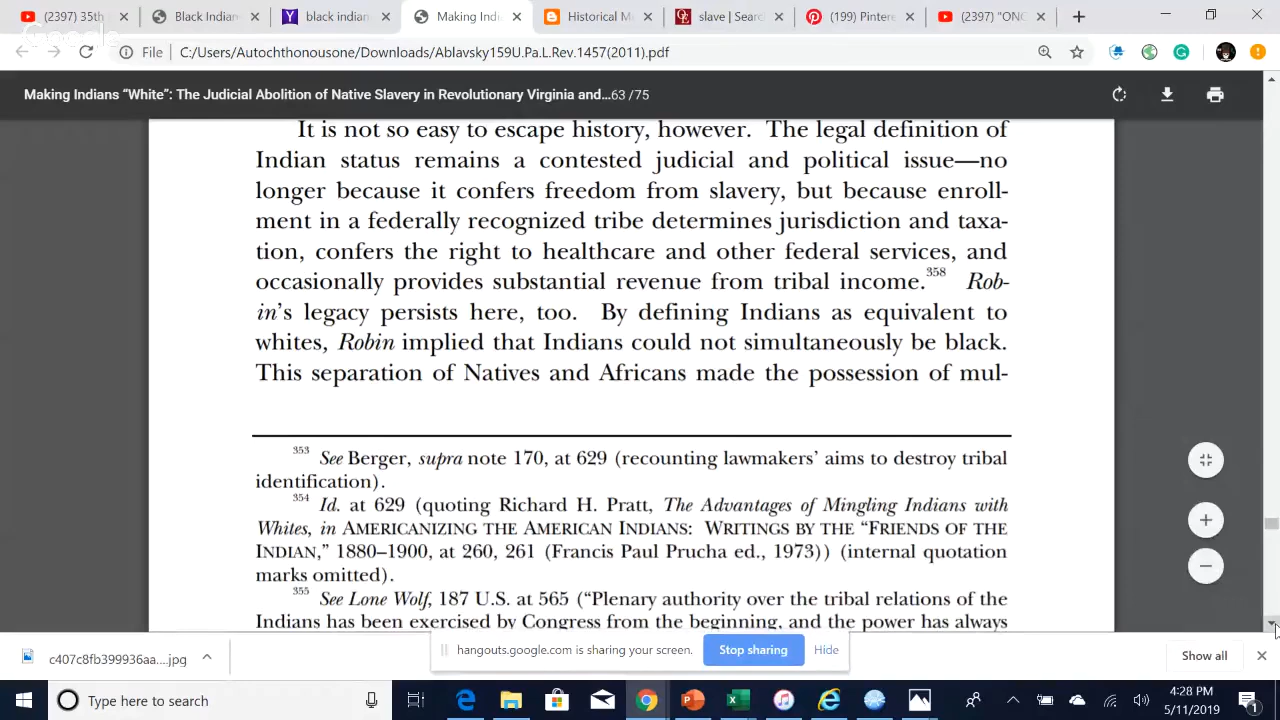 (2397) 35th
Black Indian
black indian
Making Indi
Historical M
slave | Sear
(199) Pintere
(2397) "ONC
Google
File C:/Users/Autochthonousone/Downloads/Ablavsky159U.Pa.L.Rev.1457(2011).pdf
Making Indians “White”: The Judicial Abolition of Native Slavery in Revolutionary Virginia and... 63 / 75
It is not so easy to escape history, however. The legal definition of
Indian status remains a contested judicial and political issue—no
longer because it confers freedom from slavery, but because enroll-
ment in a federally recognized tribe determines jurisdiction and taxa-
tion, confers the right to healthcare and other federal services, and
occasionally provides substantial revenue from tribal income.358 Rob-
in’s legacy persists here, too. By defining Indians as equivalent to
whites, Robin implied that Indians could not simultaneously be black.
This separation of Natives and Africans made the possession of mul-
353 See Berger, supra note 170, at 629 (recounting lawmakers’ aims to destroy tribal
identification).
354 Id. at 629 (quoting Richard H. Pratt, The Advantages of Mingling Indians with
Whites, in AMERICANIZING THE AMERICAN INDIANS: WRITINGS BY THE “FRIENDS OF THE
INDIAN,” 1880–1900, at 260, 261 (Francis Paul Prucha ed., 1973)) (internal quotation
marks omitted).
355 See Lone Wolf, 187 U.S. at 565 (“Plenary authority over the tribal relations of the
Indians has been exercised by Congress from the beginning, and the power has always
c407c8fb399936aa....jpg
hangouts.google.com is sharing your screen. Stop sharing Hide
Show all
Type here to search
4:28 PM
5/11/2019
1